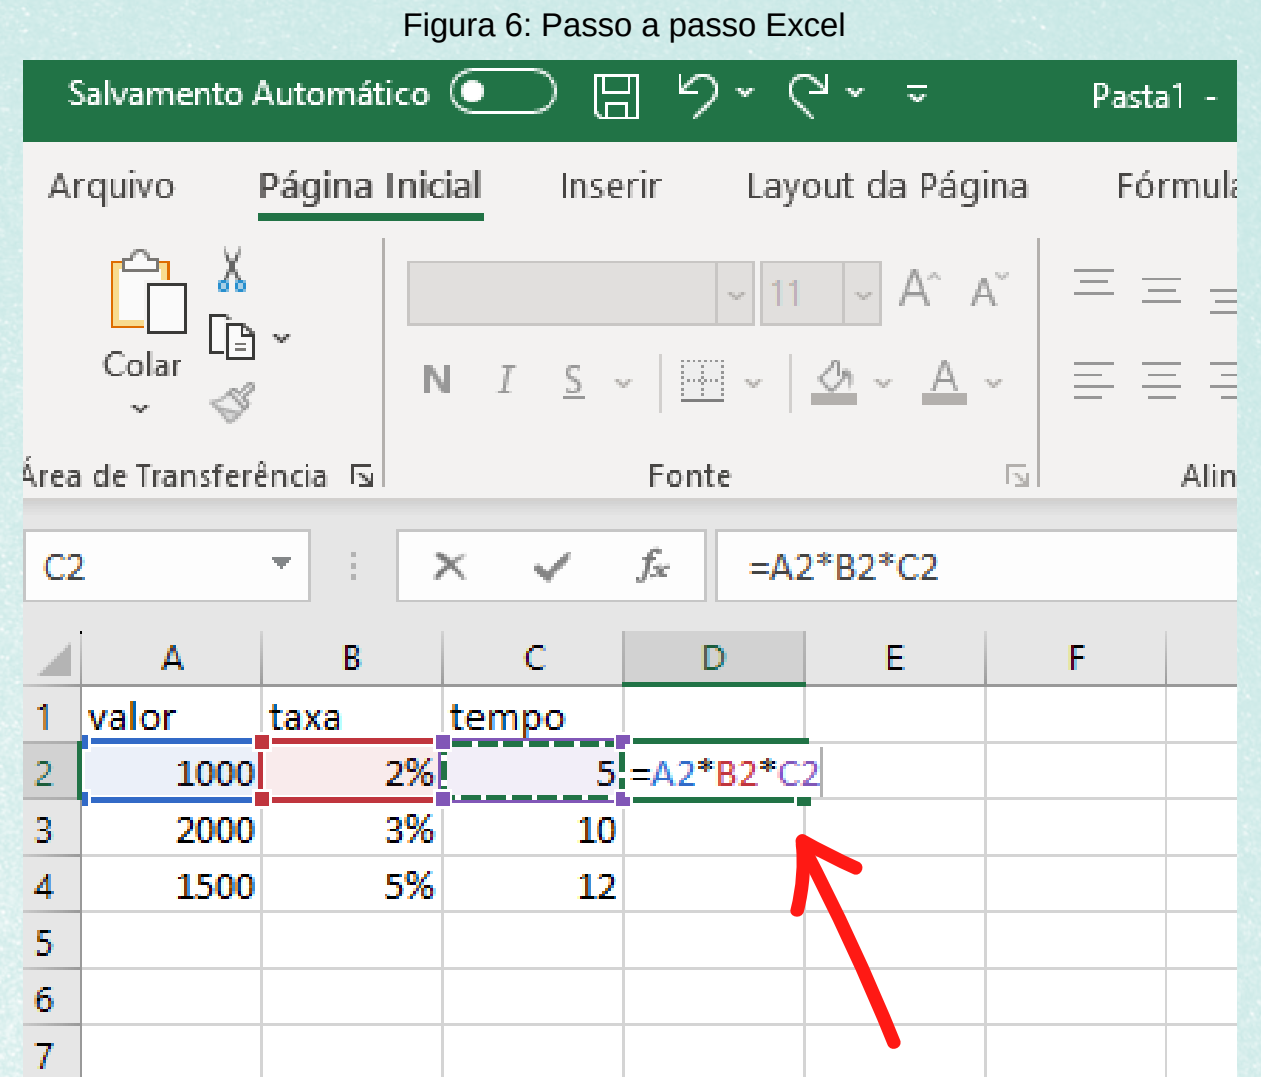 Figura 6: Passo a passo Excel
Salvamento Automático
Pasta1 -
Arquivo Página Inicial Inserir Layout da Página Fórmula
11 A A
Colar
N I S A
Área de Transferência Fonte Alin
C2 fx =A2*B2*C2
A B C D E F
1 valor taxa tempo
2 1000 2% 5 =A2*B2*C2
3 2000 3% 10
4 1500 5% 12
5
6
7